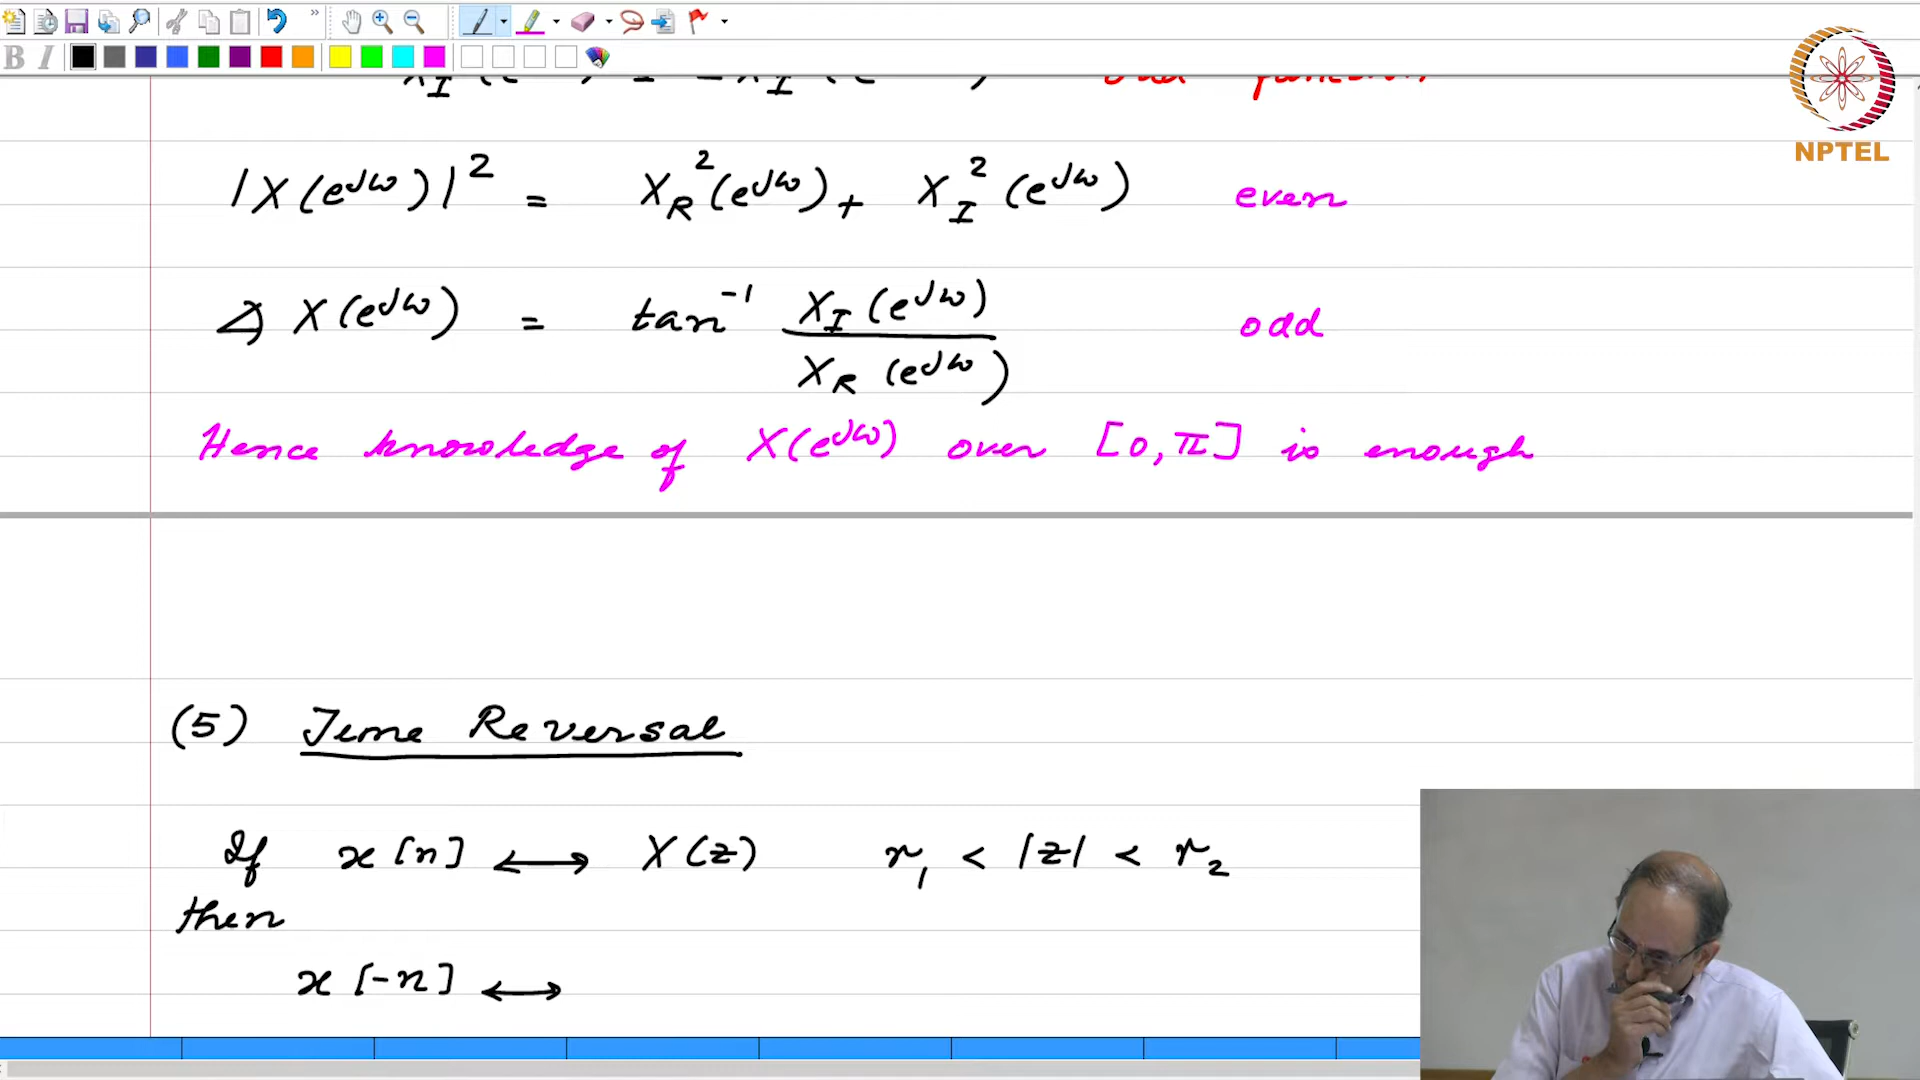 NPTEL
|X(e^jω)|² = X_R²(e^jω) + X_I²(e^jω) even
∡ X(e^jω) = tan⁻¹ X_I(e^jω) / X_R(e^jω) odd
Hence knowledge of X(e^jω) over [0,π] is enough
(5) Time Reversal
If x[n] ⟷ X(z) r₁ < |z| < r₂
then
x[-n] ⟷